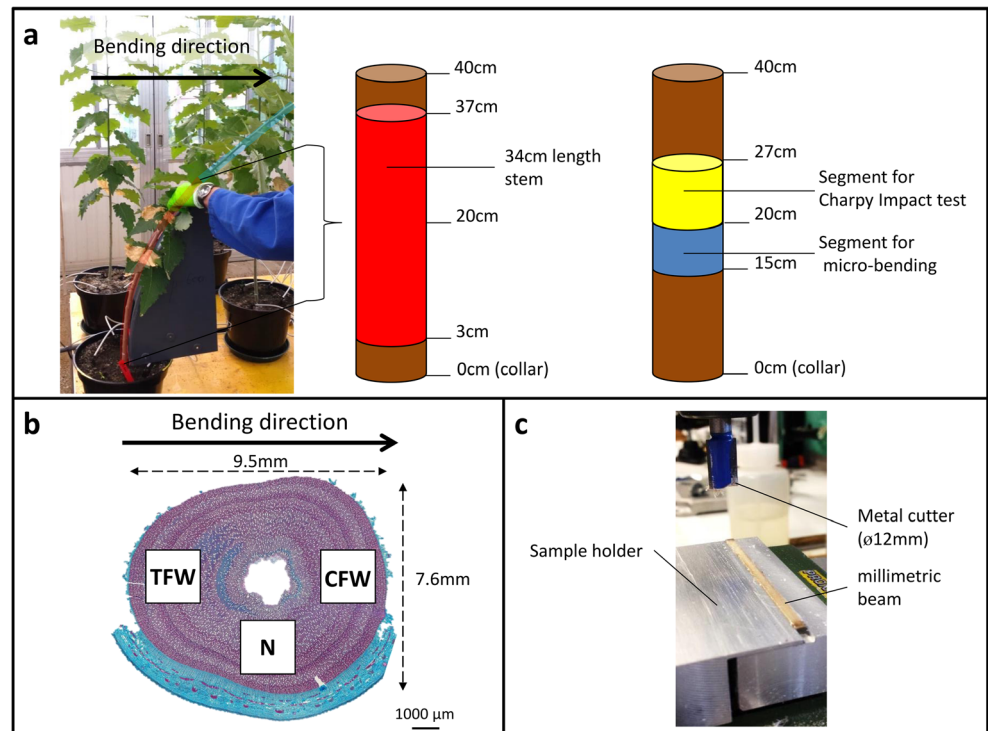 a
Bending direction
40cm
37cm
34cm length
stem
20cm
3cm
0cm (collar)
40cm
27cm
Segment for
Charpy Impact test
20cm
Segment for
micro-bending
15cm
0cm (collar)
b
Bending direction
9.5mm
TFW
CFW
N
7.6mm
1000 µm
c
Metal cutter
(ø12mm)
Sample holder
millimetric
beam